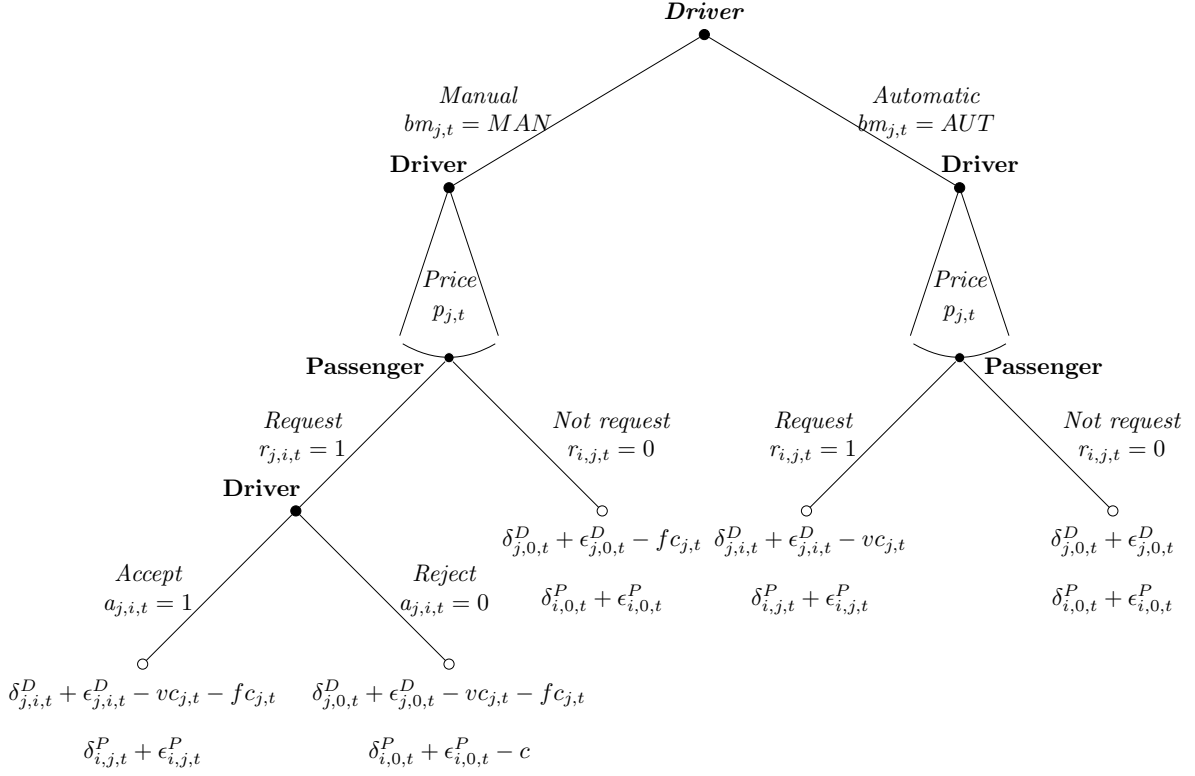 Driver
Manual
bm_{j,t} = MAN
Automatic
bm_{j,t} = AUT
Driver
Driver
Price
p_{j,t}
Price
p_{j,t}
Passenger
Passenger
Request
r_{j,i,t} = 1
Not request
r_{i,j,t} = 0
Request
r_{i,j,t} = 1
Not request
r_{i,j,t} = 0
Driver
δ^D_{j,0,t} + ϵ^D_{j,0,t} − fc_{j,t}
δ^P_{i,0,t} + ϵ^P_{i,0,t}
δ^D_{j,i,t} + ϵ^D_{j,i,t} − vc_{j,t}
δ^P_{i,j,t} + ϵ^P_{i,j,t}
δ^D_{j,0,t} + ϵ^D_{j,0,t}
δ^P_{i,0,t} + ϵ^P_{i,0,t}
Accept
a_{j,i,t} = 1
Reject
a_{j,i,t} = 0
δ^D_{j,i,t} + ϵ^D_{j,i,t} − vc_{j,t} − fc_{j,t}
δ^P_{i,j,t} + ϵ^P_{i,j,t}
δ^D_{j,0,t} + ϵ^D_{j,0,t} − vc_{j,t} − fc_{j,t}
δ^P_{i,0,t} + ϵ^P_{i,0,t} − c